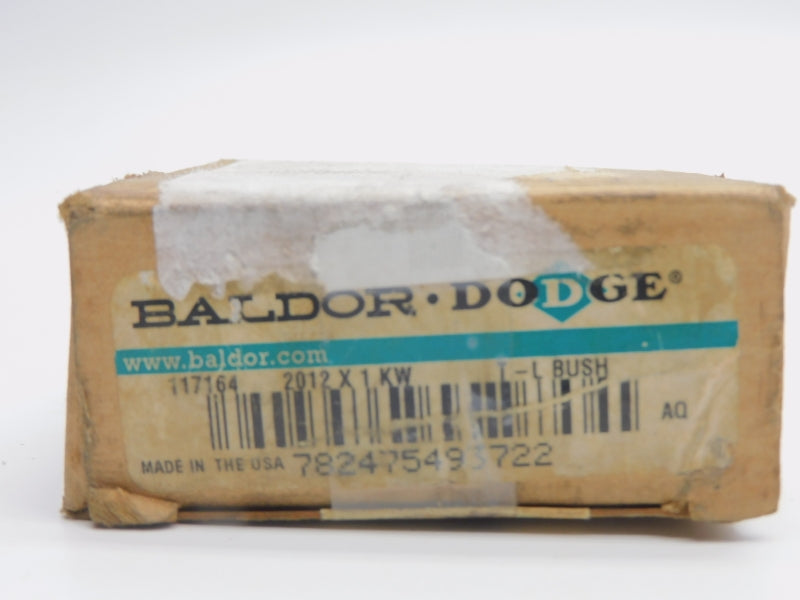 BALDOR · DODGE®
www.baldor.com
117164 2012 X 1 KW T-L BUSH
AQ
MADE IN THE USA 782475493722